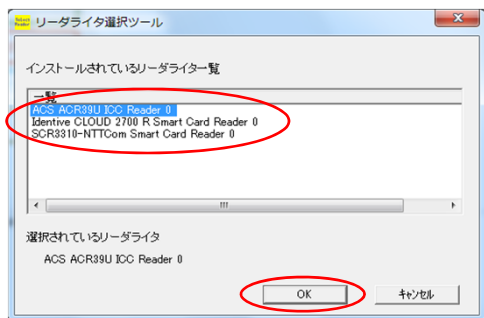 Select
Reader
リーダライタ選択ツール
インストールされているリーダライター覧
一覧
ACS ACR39U ICC Reader 0
Identive CLOUD 2700 R Smart Card Reader 0
SCR3310-NTTCom Smart Card Reader 0
選択されているリーダライタ
ACS ACR39U ICC Reader 0
OK
キャンセル